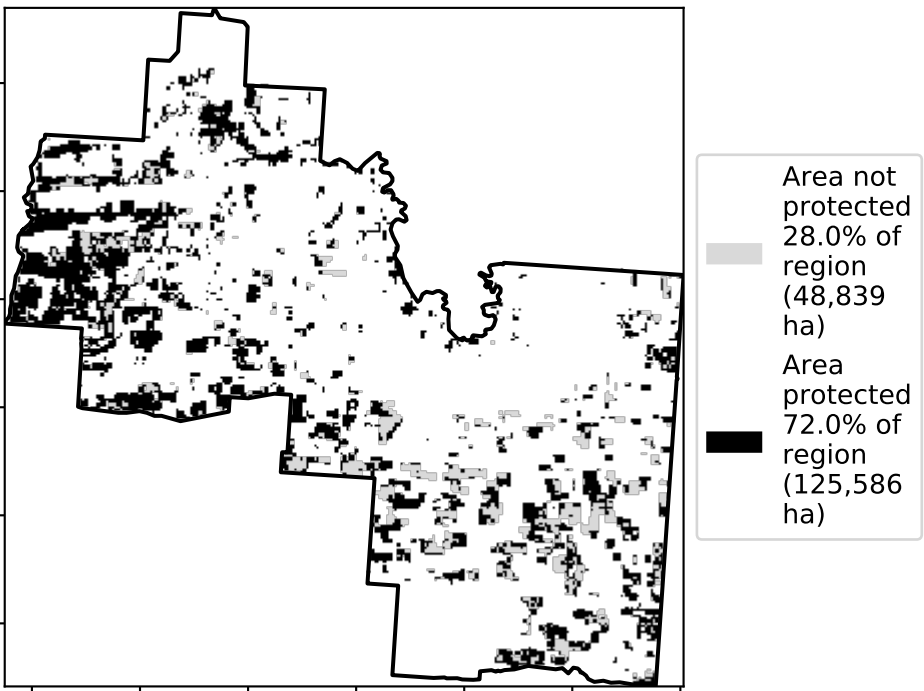 Area not
protected
28.0% of
region
(48,839
ha)
Area
protected
72.0% of
region
(125,586
ha)